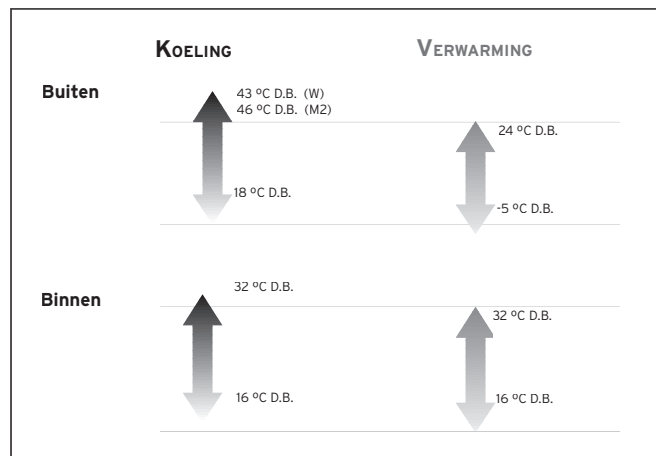 KOELING VERWARMING
Buiten
43 ºC D.B. (W)
46 ºC D.B. (M2)
24 ºC D.B.
18 ºC D.B.
-5 ºC D.B.
Binnen
32 ºC D.B.
32 ºC D.B.
16 ºC D.B. 16 ºC D.B.